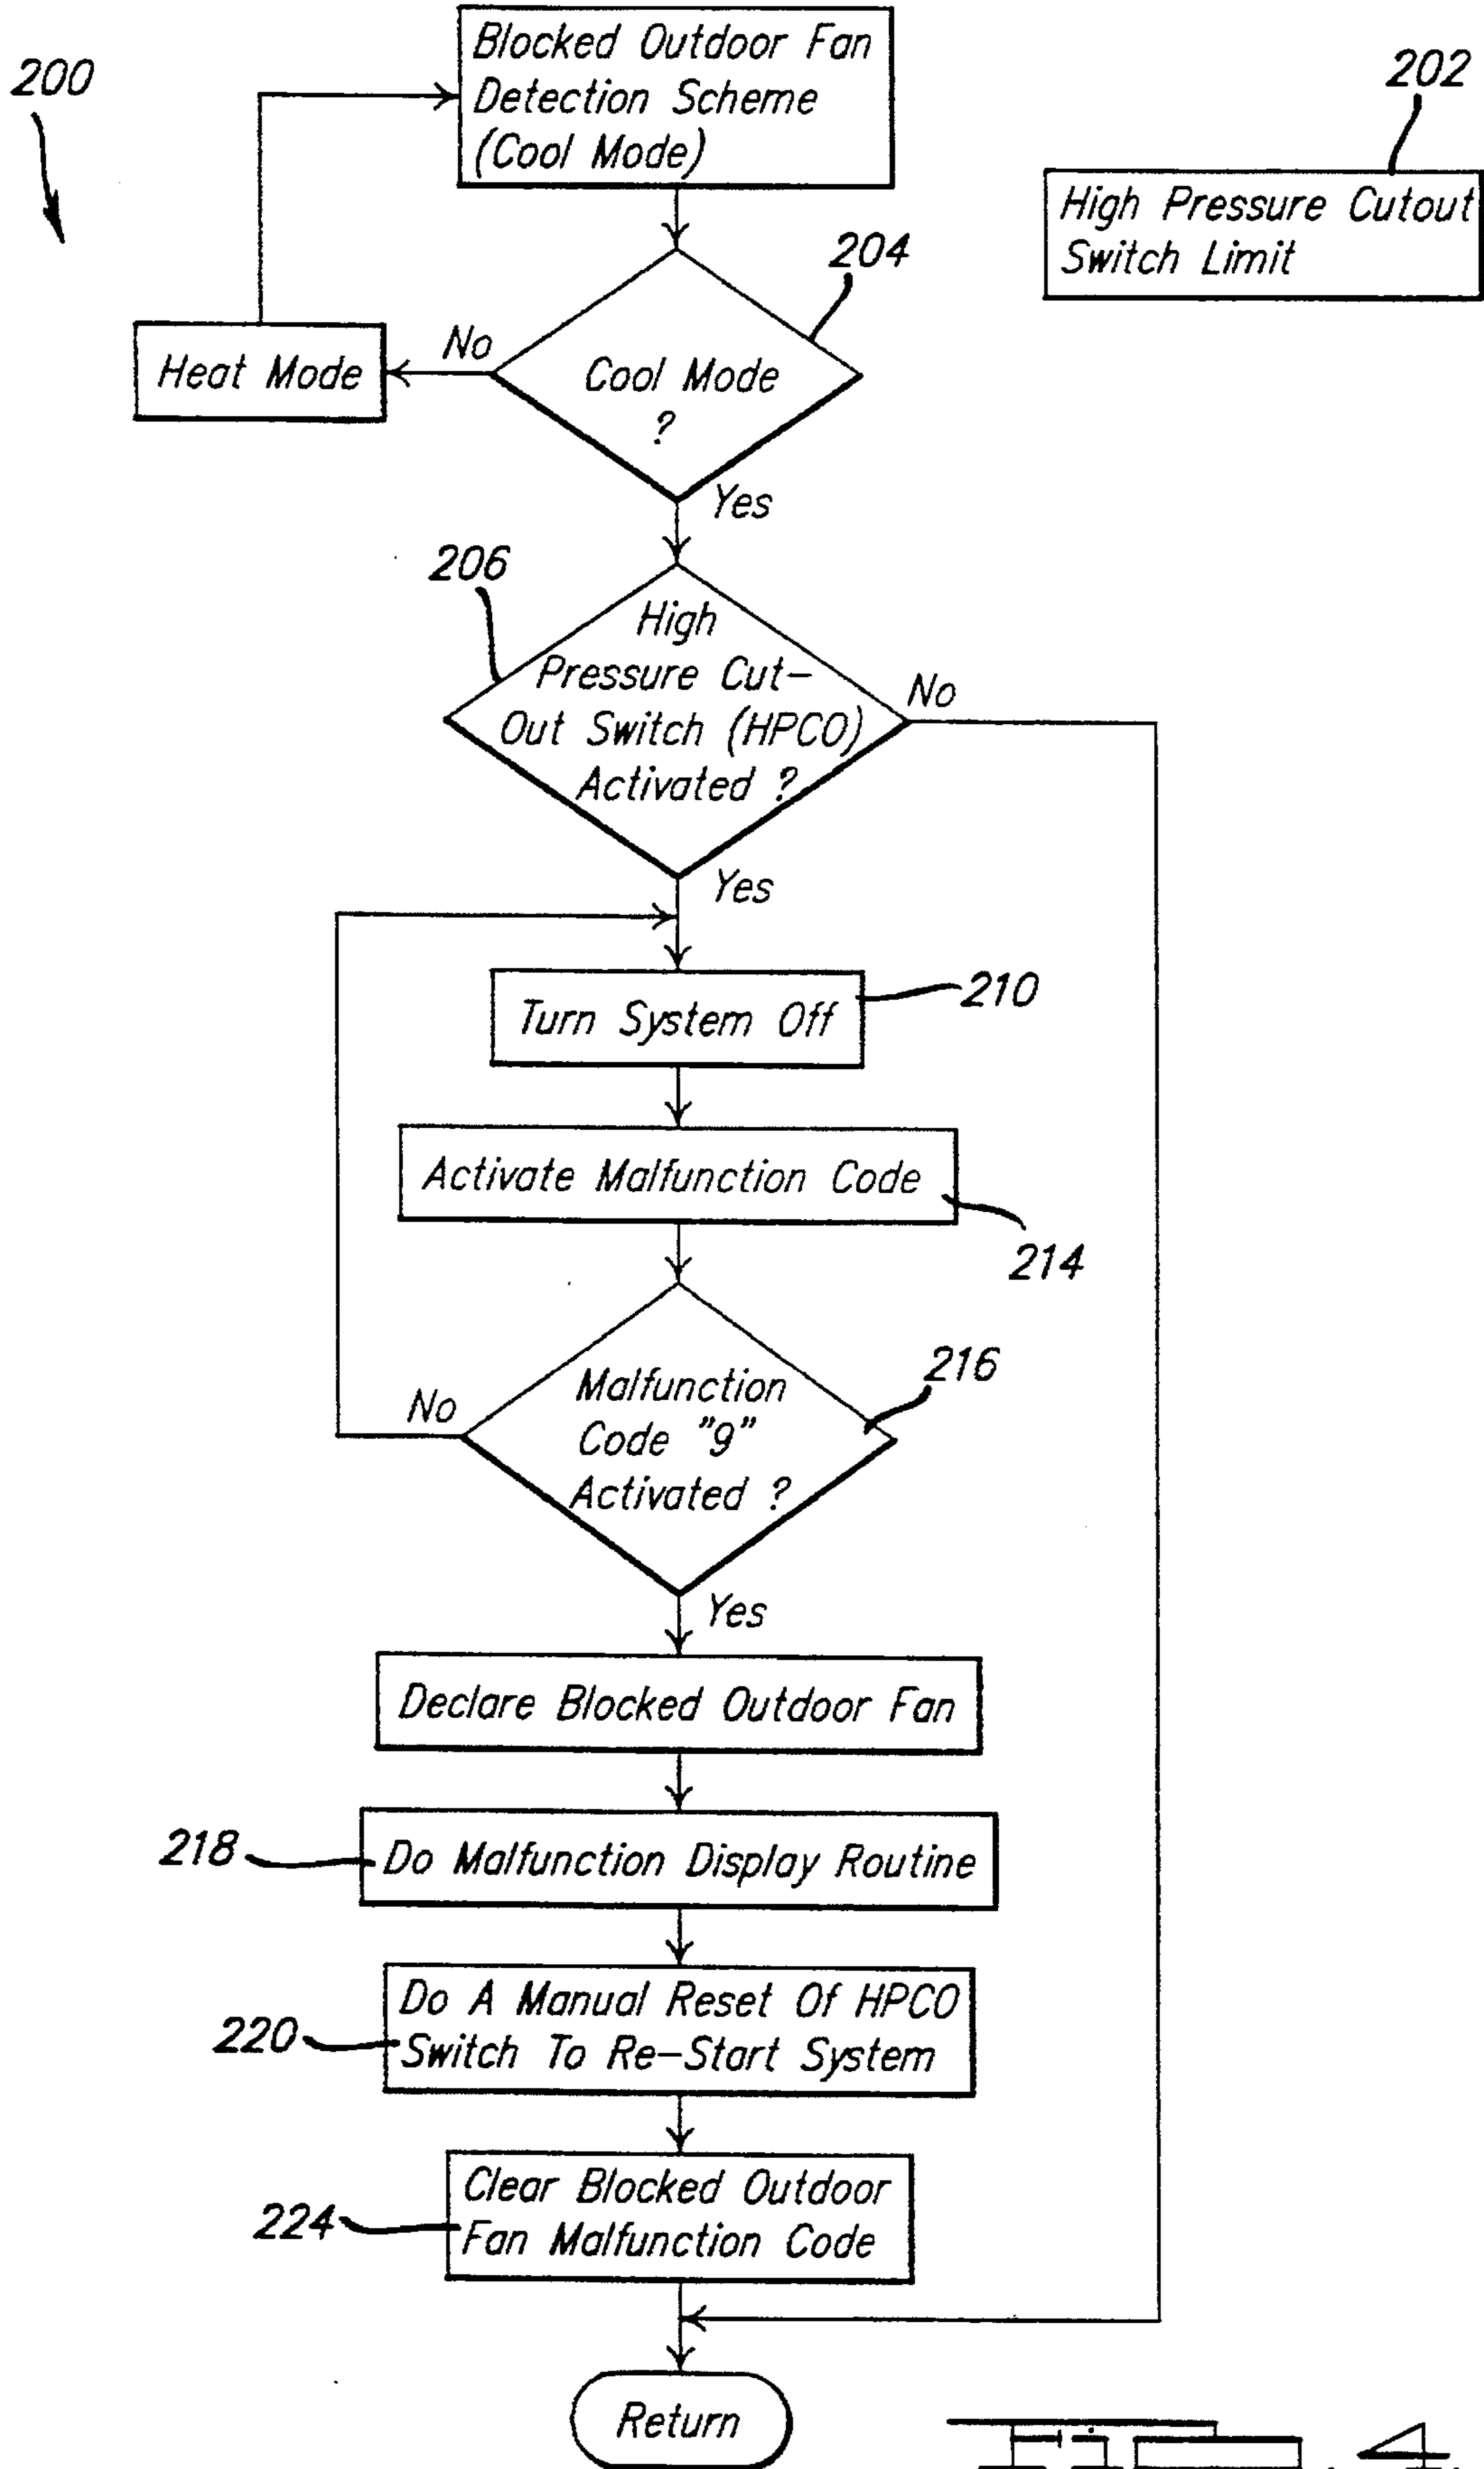 200
Blocked Outdoor Fan
Detection Scheme
(Cool Mode)
202
High Pressure Cutout
Switch Limit
204
Heat Mode
No
Cool Mode
?
Yes
206
High
Pressure Cut-
Out Switch (HPCO)
Activated ?
No
Yes
Turn System Off
210
Activate Malfunction Code
214
216
No
Malfunction
Code "9"
Activated ?
Yes
Declare Blocked Outdoor Fan
218
Do Malfunction Display Routine
220
Do A Manual Reset Of HPCO
Switch To Re-Start System
224
Clear Blocked Outdoor
Fan Malfunction Code
Return